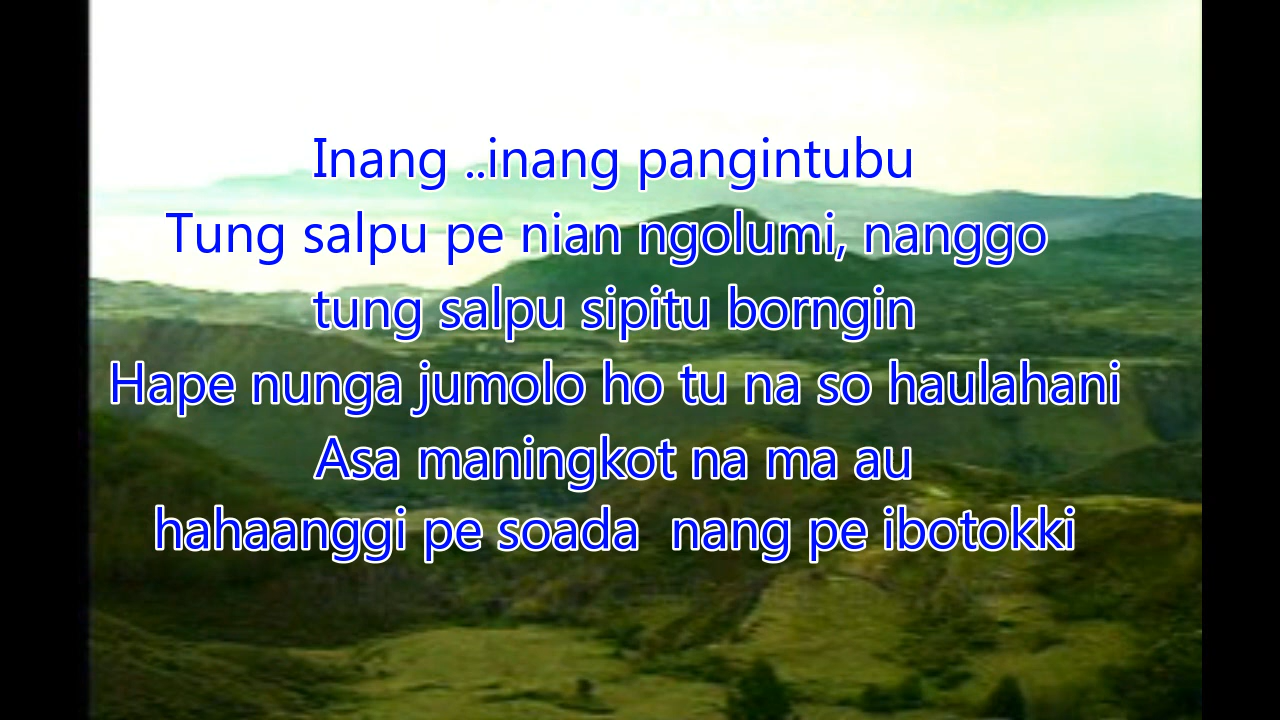 Inang ..inang pangintubu
Tung salpu pe nian ngolumi, nanggo
tung salpu sipitu borngin
Hape nunga jumolo ho tu na so haulahani
Asa maningkot na ma au
hahaanggi pe soada  nang pe ibotokki